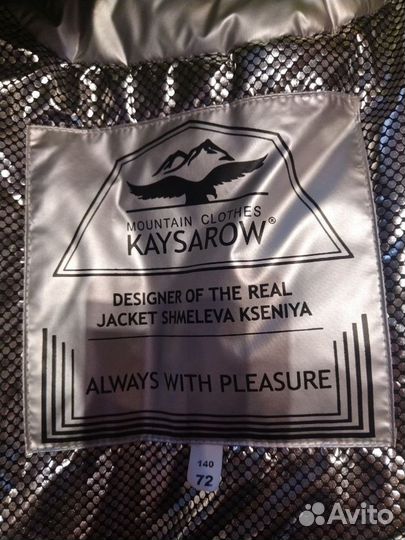 MOUNTAIN CLOTHES
KAYSAROW®
DESIGNER OF THE REAL
JACKET SHMELEVA KSENIYA
ALWAYS WITH PLEASURE
140
72
Avito